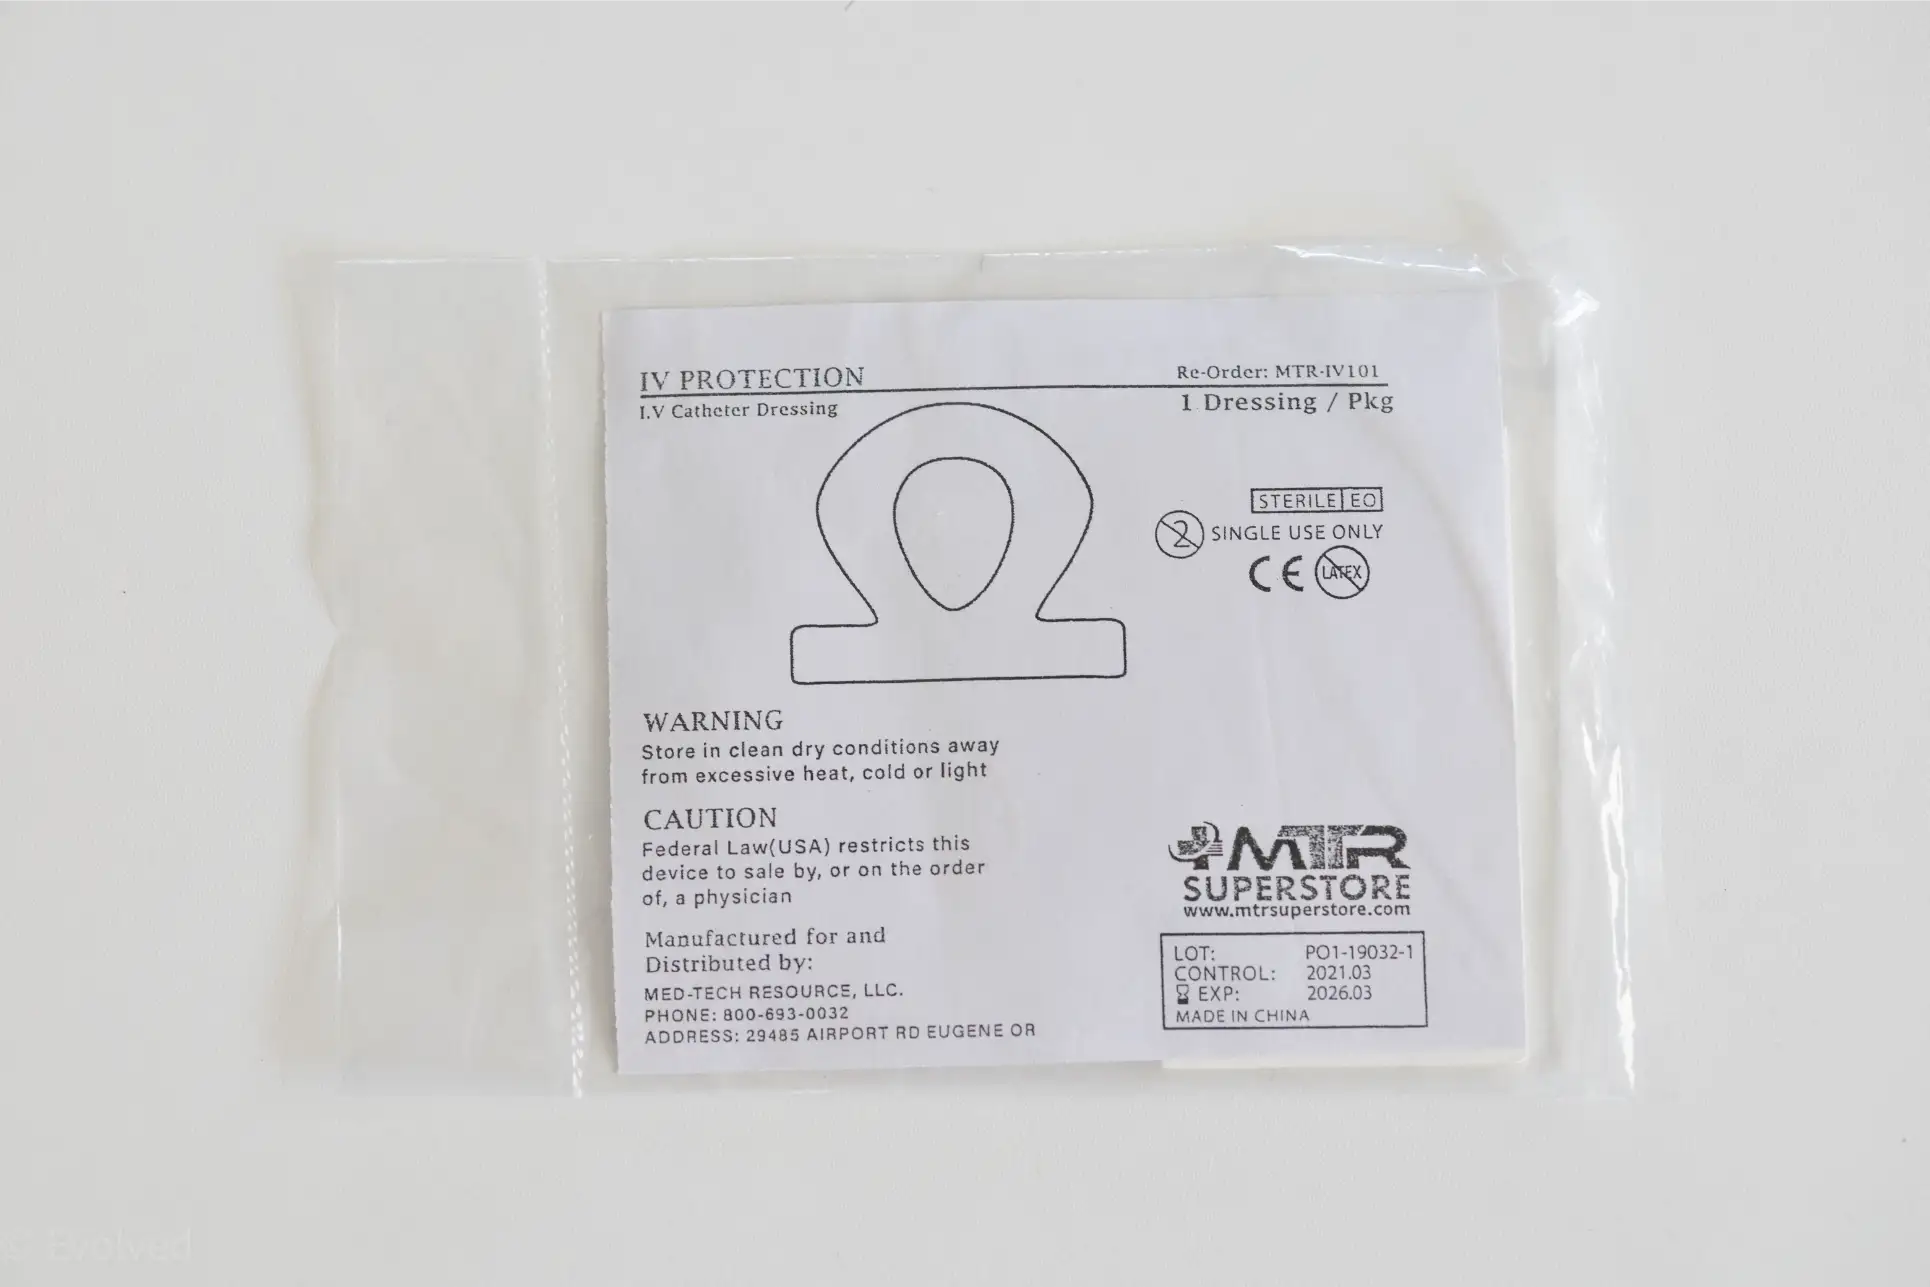 IV PROTECTION
Re-Order: MTR-IV101
I.V Catheter Dressing
1 Dressing / Pkg
STERILE EO
2 SINGLE USE ONLY
CE LATEX
WARNING
Store in clean dry conditions away
from excessive heat, cold or light
CAUTION
Federal Law(USA) restricts this
device to sale by, or on the order
of, a physician
Manufactured for and
Distributed by:
MED-TECH RESOURCE, LLC.
PHONE: 800-693-0032
ADDRESS: 29485 AIRPORT RD EUGENE OR
MTR
SUPERSTORE
www.mtrsuperstore.com
LOT: PO1-19032-1
CONTROL: 2021.03
EXP: 2026.03
MADE IN CHINA
Evolved